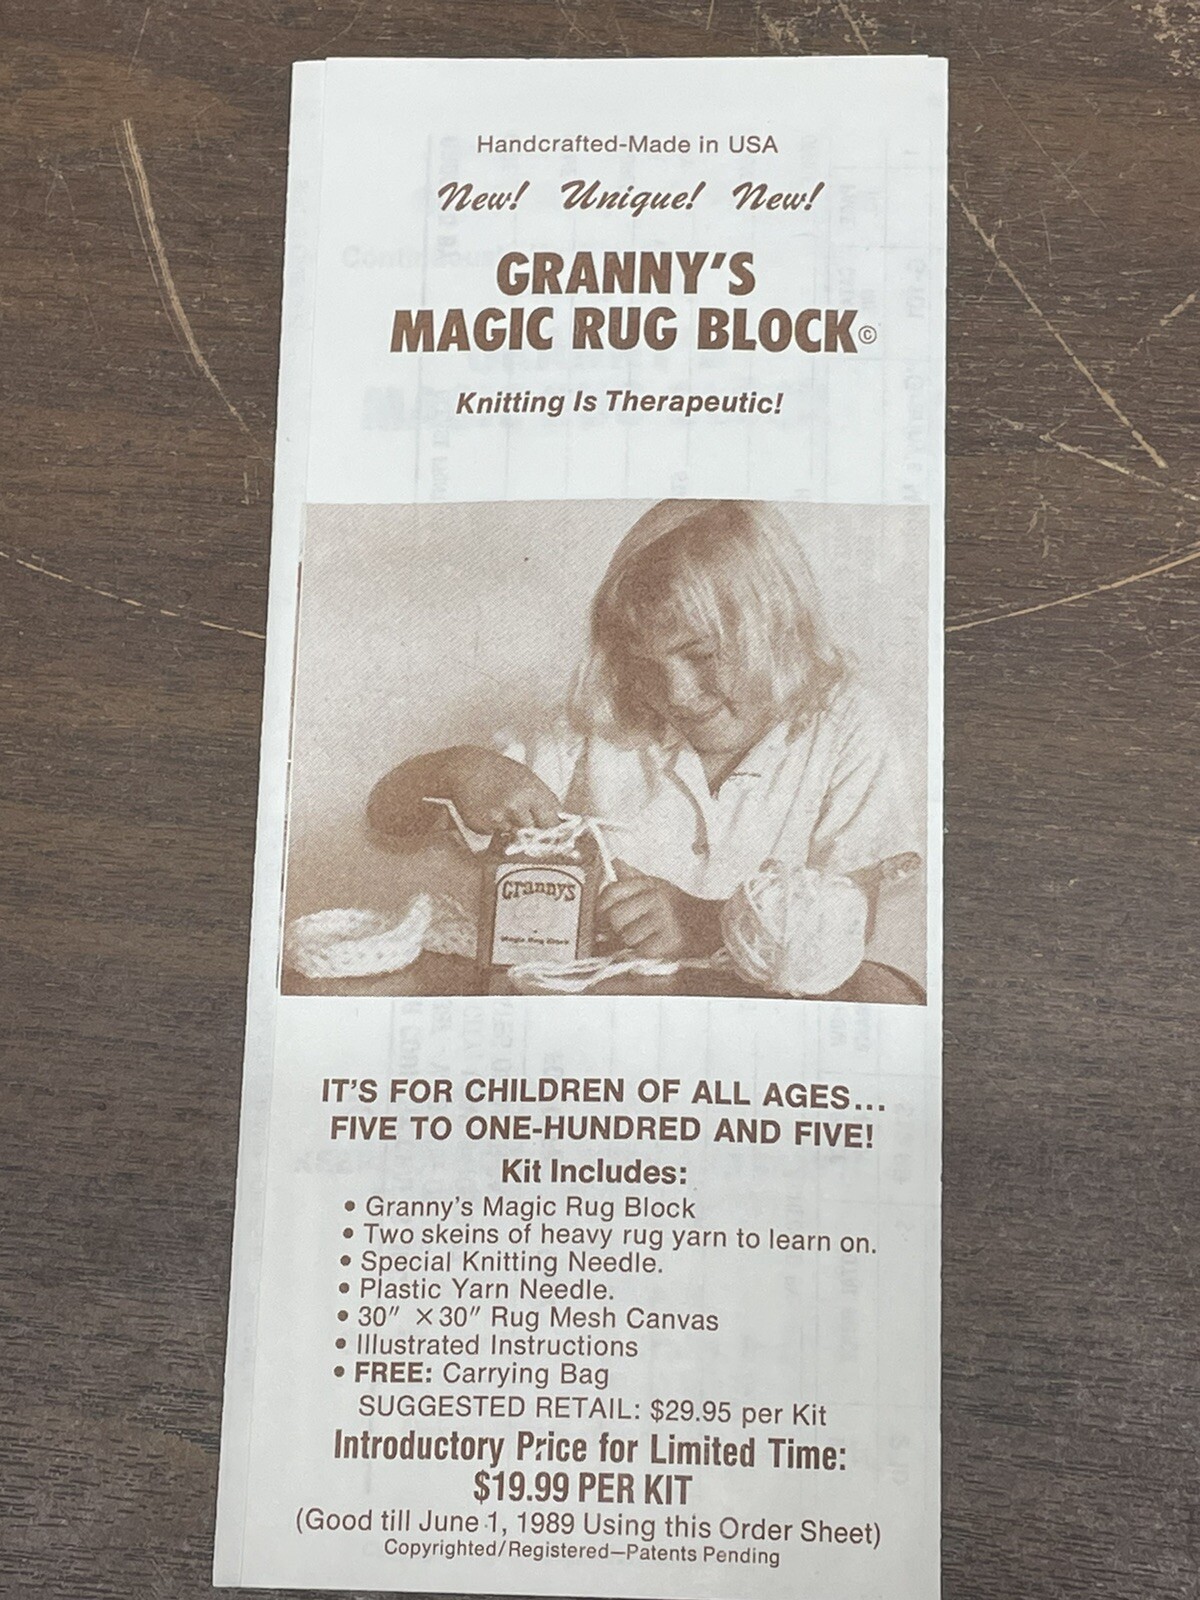 Handcrafted-Made in USA
New! Unique! New!
GRANNY'S
MAGIC RUG BLOCK©
Knitting Is Therapeutic!
Granny's
Magic Rug Block
IT'S FOR CHILDREN OF ALL AGES...
FIVE TO ONE-HUNDRED AND FIVE!
Kit Includes:
• Granny's Magic Rug Block
• Two skeins of heavy rug yarn to learn on.
• Special Knitting Needle.
• Plastic Yarn Needle.
• 30" × 30" Rug Mesh Canvas
• Illustrated Instructions
• FREE: Carrying Bag
SUGGESTED RETAIL: $29.95 per Kit
Introductory Price for Limited Time:
$19.99 PER KIT
(Good till June 1, 1989 Using this Order Sheet)
Copyrighted/Registered—Patents Pending